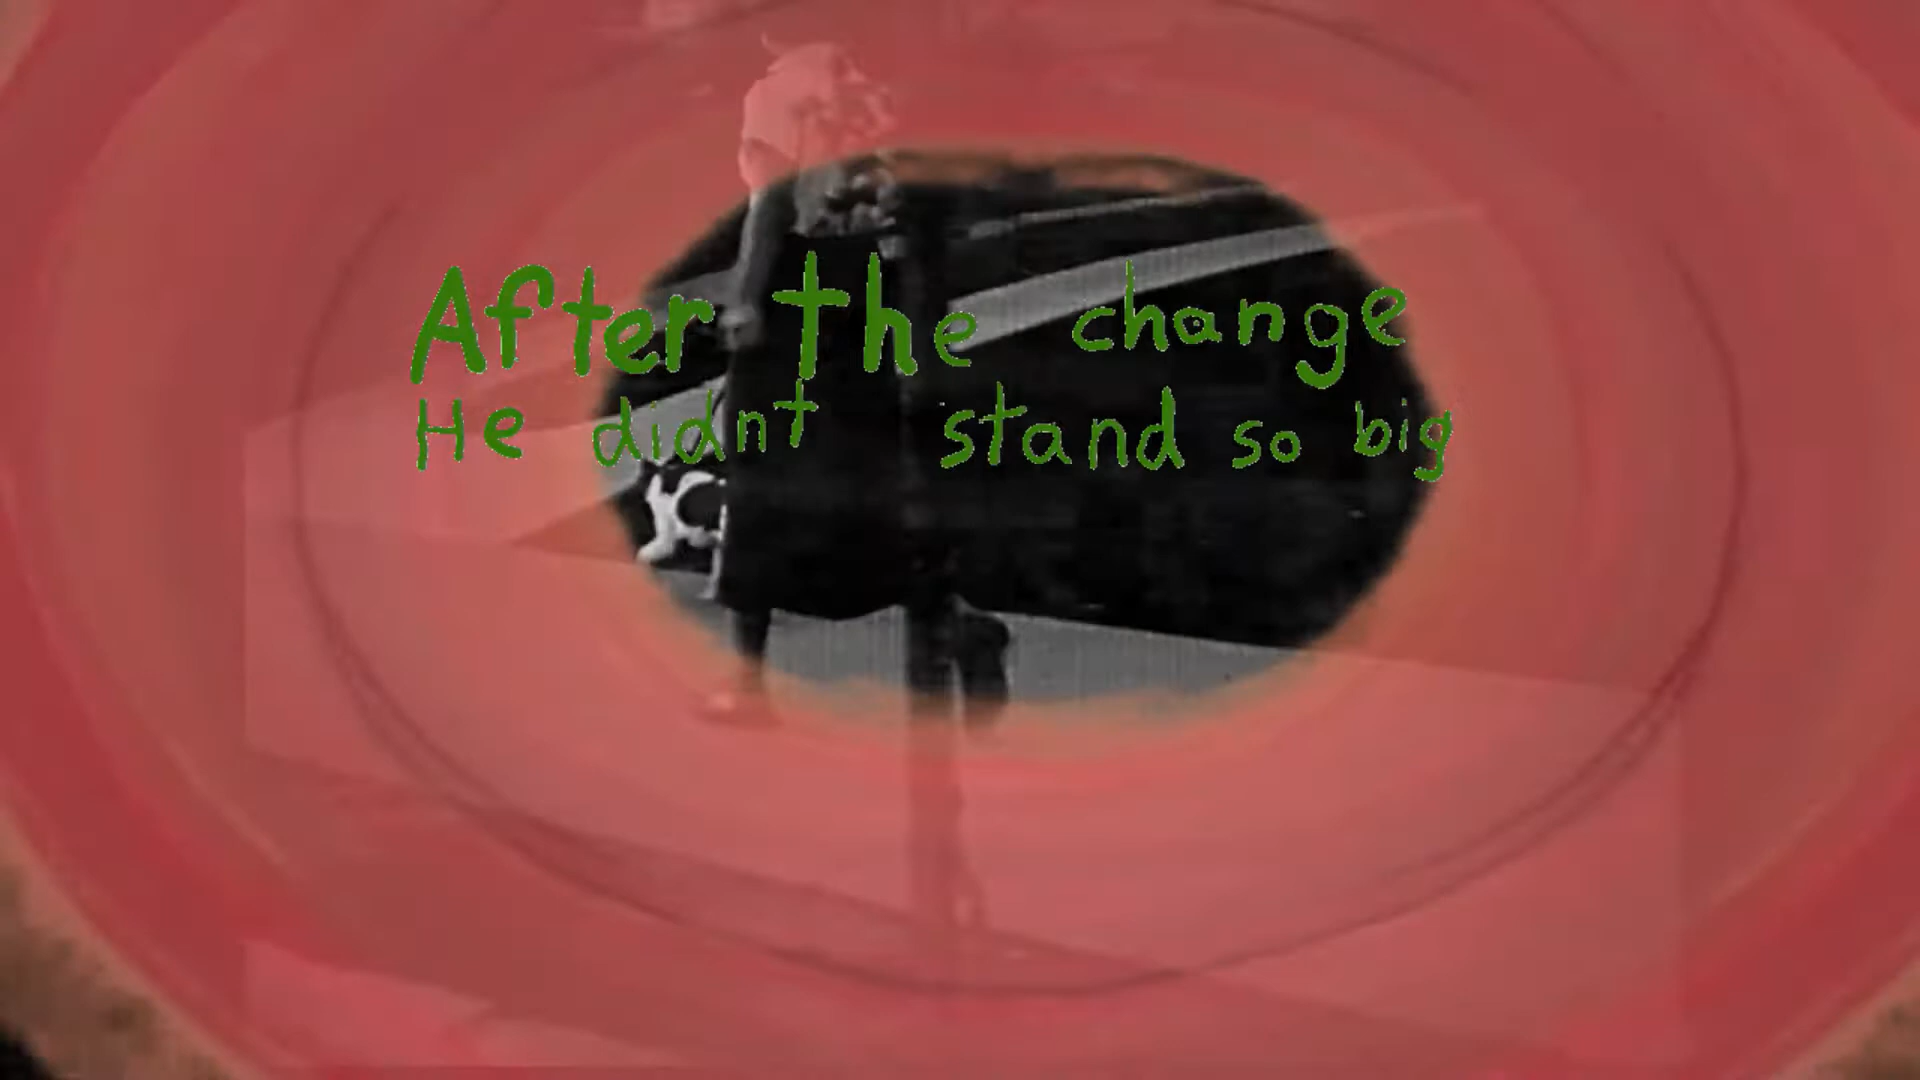 After the change
He didnt stand so big